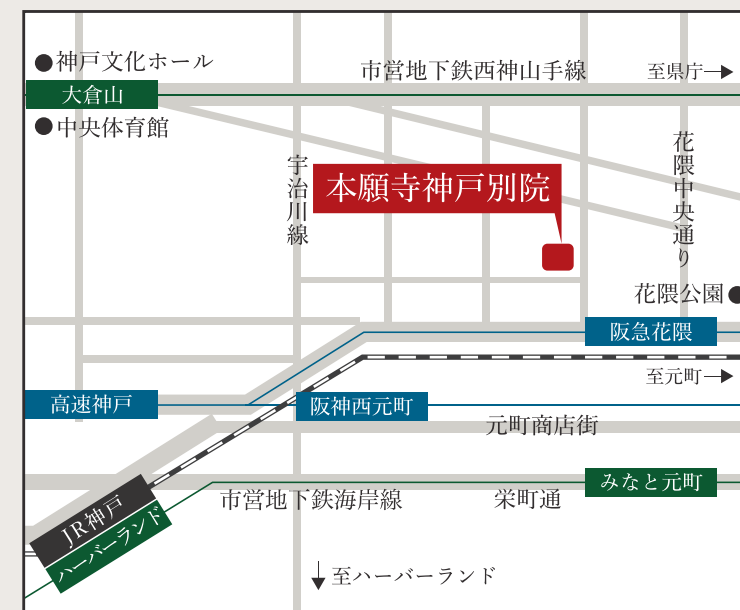 神戸文化ホール
市営地下鉄西神山手線
至県庁
大倉山
中央体育館
宇治川線
本願寺神戸別院
花隈中央通り
花隈公園
阪急花隈
至元町
高速神戸
阪神西元町
元町商店街
みなと元町
市営地下鉄海岸線
栄町通
JR神戸
ハーバーランド
至ハーバーランド